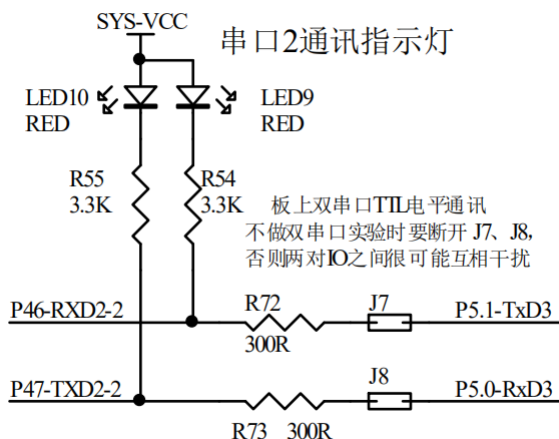 SYS-VCC
串口2通讯指示灯
LED10
RED
LED9
RED
R55
3.3K
R54
3.3K
板上双串口TTL电平通讯
不做双串口实验时要断开 J7、J8,
否则两对IO之间很可能互相干扰
P46-RXD2-2
R72
300R
J7
P5.1-TxD3
P47-TXD2-2
R73 300R
J8
P5.0-RxD3